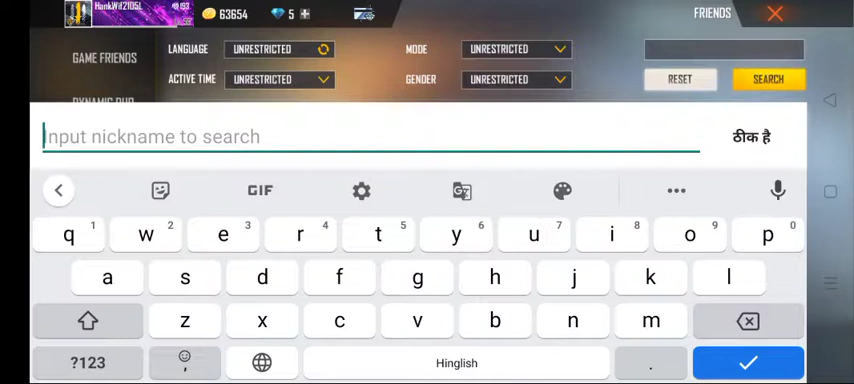 HankWif2105L
193
63654
5
FRIENDS
GAME FRIENDS
LANGUAGE UNRESTRICTED
MODE UNRESTRICTED
ACTIVE TIME UNRESTRICTED
GENDER UNRESTRICTED
RESET
SEARCH
Input nickname to search
ठीक है
GIF
q 1 w 2 e 3 r 4 t 5 y 6 u 7 i 8 o 9 p 0
a s d f g h j k l
z x c v b n m
?123 , Hinglish .